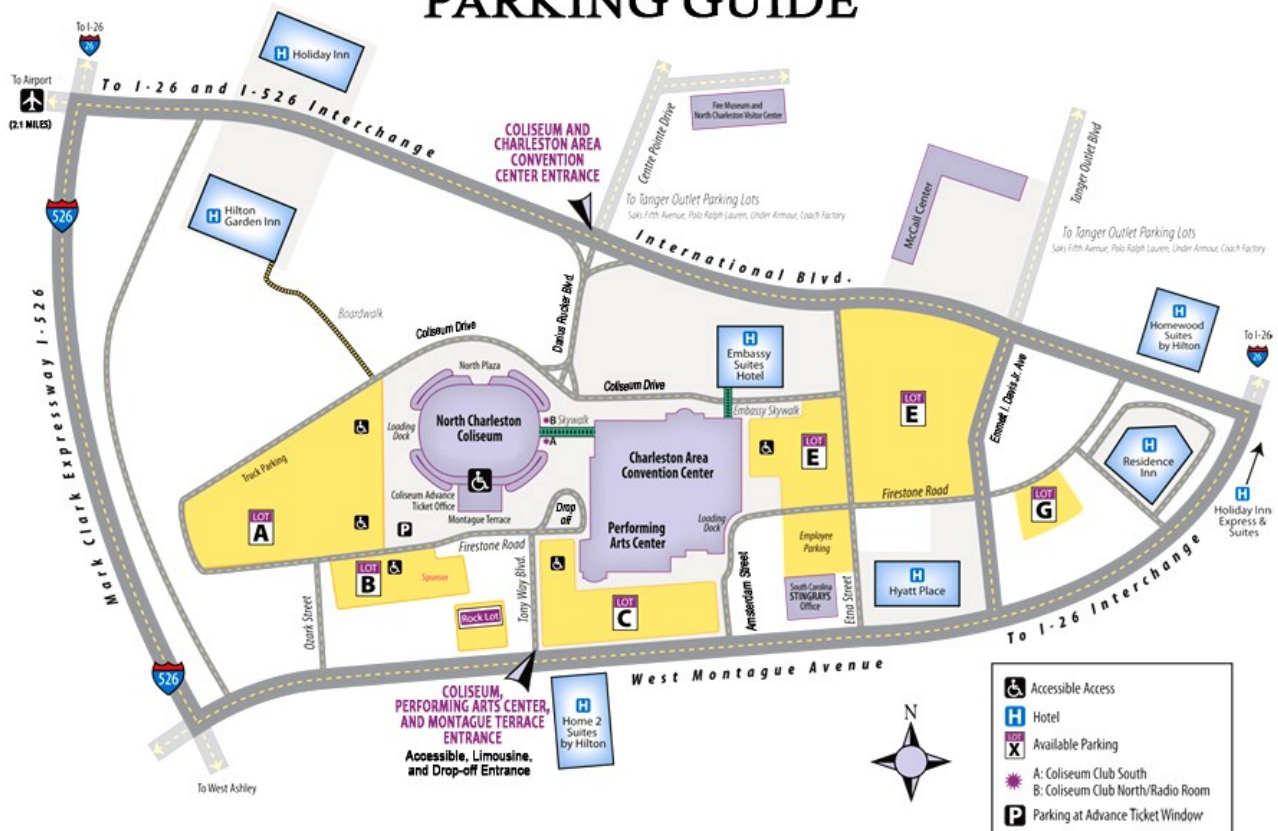 PARKING GUIDE
To I-26
26
To Airport
(2.1 MILES)
To I-26 and I-526 Interchange
H Holiday Inn
COLISEUM AND
CHARLESTON AREA
CONVENTION
CENTER ENTRANCE
Centre Pointe Drive
Fire Museum and
North Charleston Visitor Center
To Tanger Outlet Parking Lots
Saks Fifth Avenue, Polo Ralph Lauren, Under Armour, Coach Factory
McCall Center
Tanger Outlet Blvd
To Tanger Outlet Parking Lots
Saks Fifth Avenue, Polo Ralph Lauren, Under Armour, Coach Factory
526
H Hilton
Garden Inn
International Blvd.
Boardwalk
Coliseum Drive
Darius Rucker Blvd.
H
Embassy
Suites
Hotel
H
Homewood
Suites
by Hilton
To I-26
26
Mark Clark Expressway I-526
North Plaza
Coliseum Drive
Embassy Skywalk
Emmett I. Davis Jr. Ave
LOT
E
North Charleston
Coliseum
Loading
Dock
B Skywalk
A
Charleston Area
Convention Center
LOT
E
H
Residence
Inn
Truck Parking
Coliseum Advance
Ticket Office
Montague Terrace
Drop
off
Performing
Arts Center
Loading
Dock
Firestone Road
LOT
G
H
Holiday Inn
Express &
Suites
LOT
A
P
Firestone Road
Employee
Parking
LOT
B
Sponsor
Rock Lot
Tony Way Blvd.
Ozark Street
LOT
C
Amsterdam Street
South Carolina
STINGRAYS
Office
Etna Street
H
Hyatt Place
To I-26 Interchange
West Montague Avenue
526
To West Ashley
COLISEUM,
PERFORMING ARTS CENTER,
AND MONTAGUE TERRACE
ENTRANCE
Accessible, Limousine,
and Drop-off Entrance
H
Home 2
Suites
by Hilton
N
Accessible Access
H Hotel
LOT
X Available Parking
A: Coliseum Club South
B: Coliseum Club North/Radio Room
P Parking at Advance Ticket Window